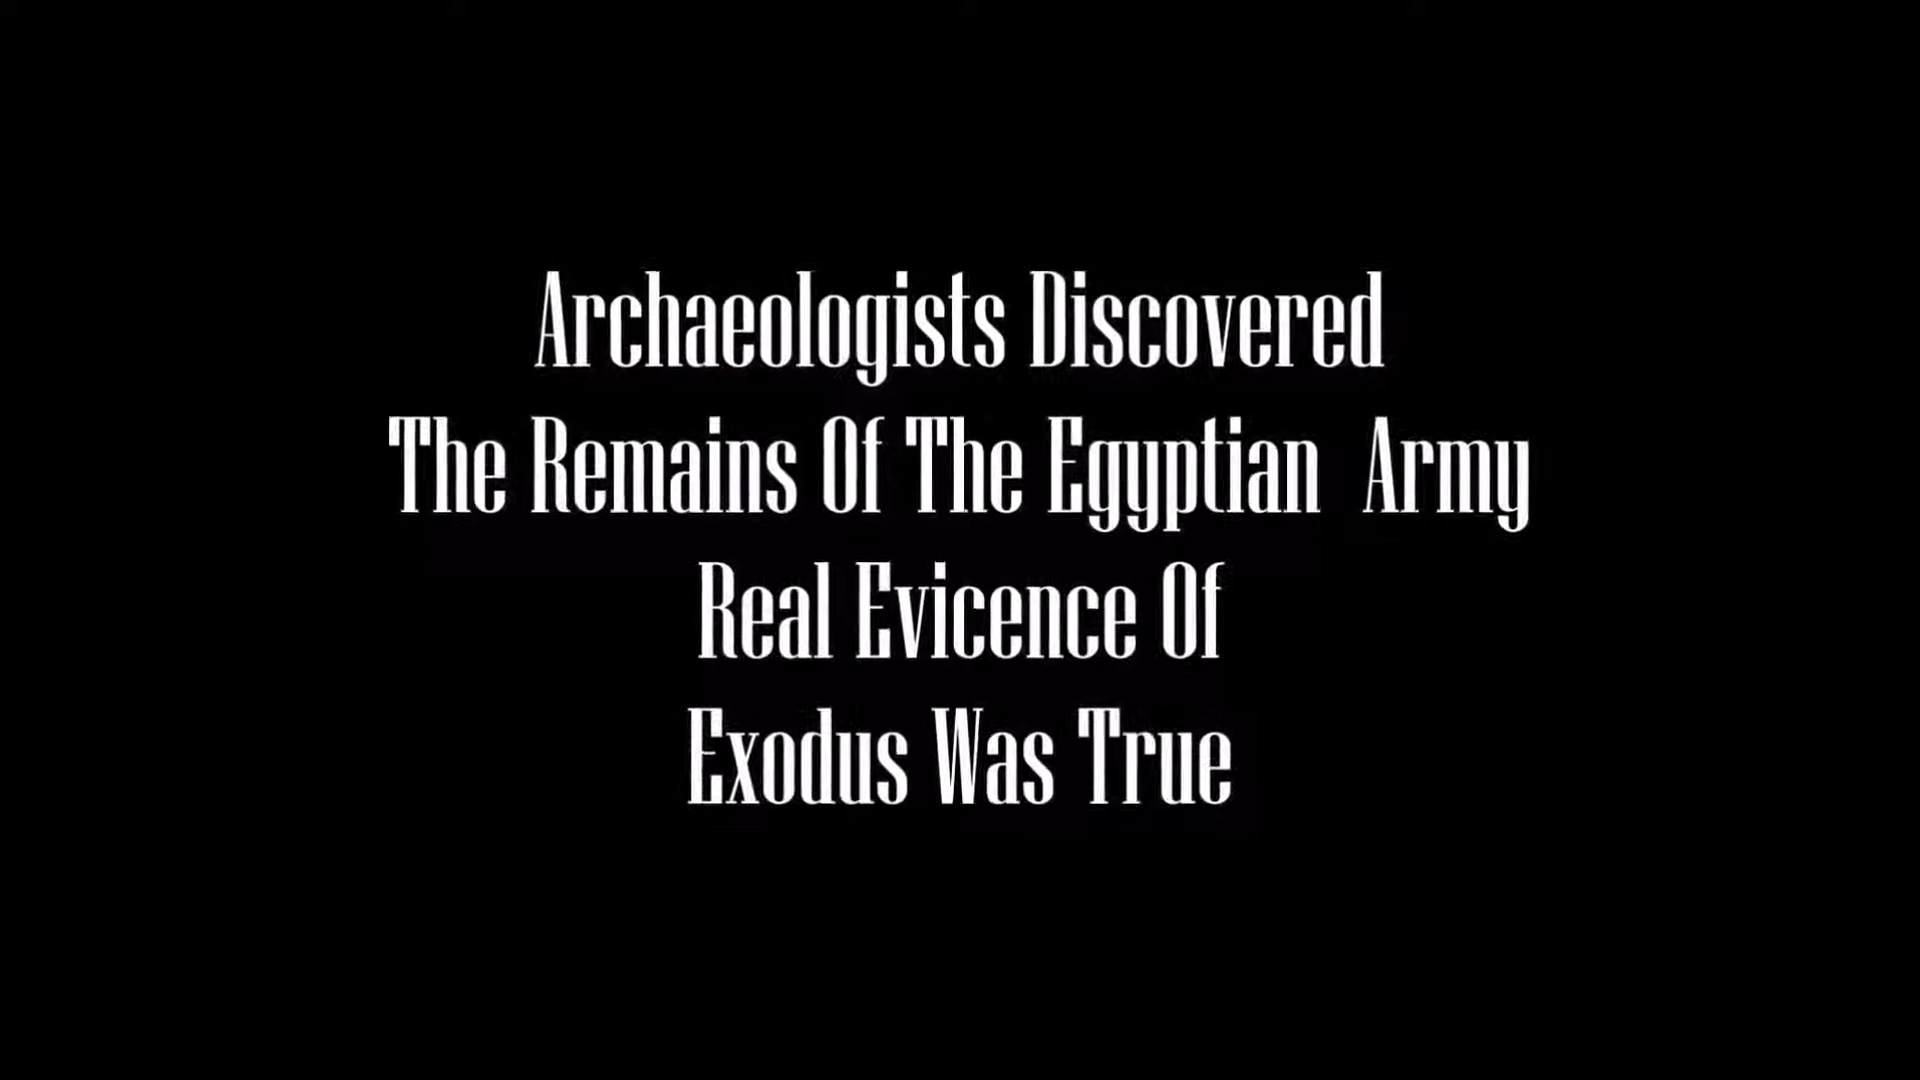 Archaeologists Discovered
The Remains Of The Egyptian Army
Real Evicence Of
Exodus Was True